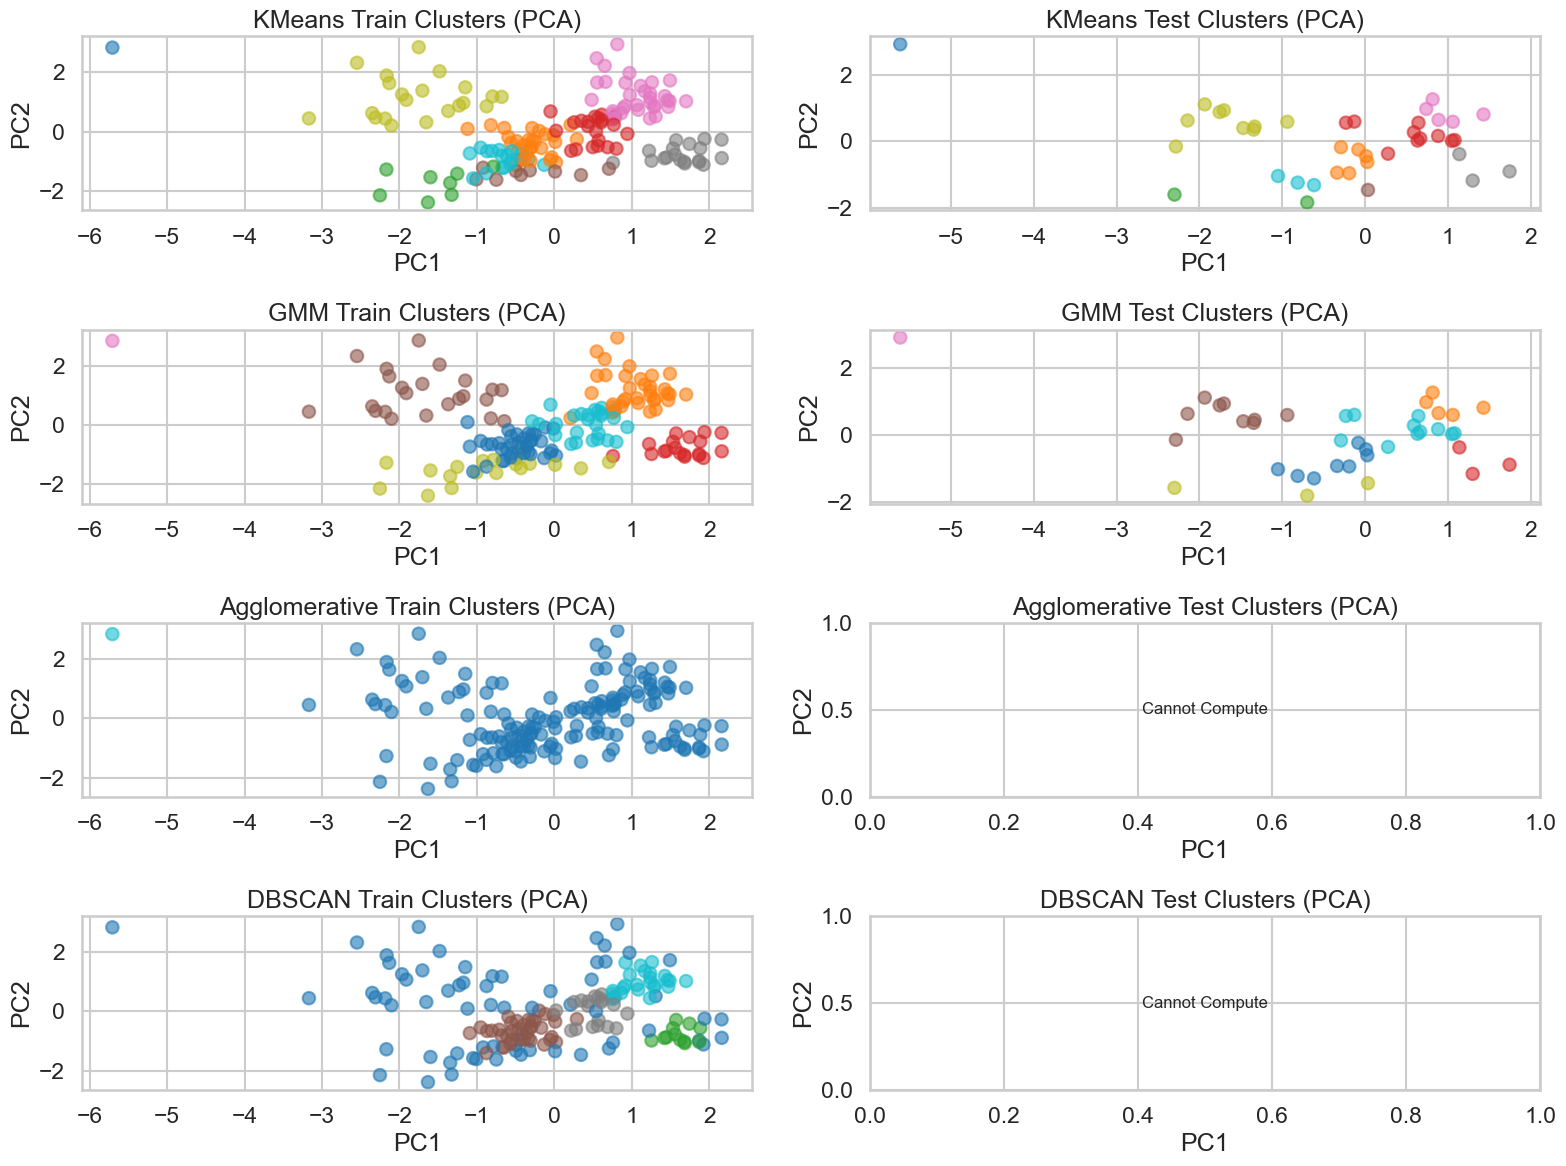 KMeans Train Clusters (PCA)
KMeans Test Clusters (PCA)
PC2
2
0
−2
−6 −5 −4 −3 −2 −1 0 1 2
PC1
PC2
2
0
−2
−5 −4 −3 −2 −1 0 1 2
PC1
GMM Train Clusters (PCA)
GMM Test Clusters (PCA)
PC2
2
0
−2
−6 −5 −4 −3 −2 −1 0 1 2
PC1
PC2
2
0
−2
−5 −4 −3 −2 −1 0 1 2
PC1
Agglomerative Train Clusters (PCA)
Agglomerative Test Clusters (PCA)
PC2
2
0
−2
−6 −5 −4 −3 −2 −1 0 1 2
PC1
PC2
1.0
0.5
0.0
Cannot Compute
0.0 0.2 0.4 0.6 0.8 1.0
PC1
DBSCAN Train Clusters (PCA)
DBSCAN Test Clusters (PCA)
PC2
2
0
−2
−6 −5 −4 −3 −2 −1 0 1 2
PC1
PC2
1.0
0.5
0.0
Cannot Compute
0.0 0.2 0.4 0.6 0.8 1.0
PC1